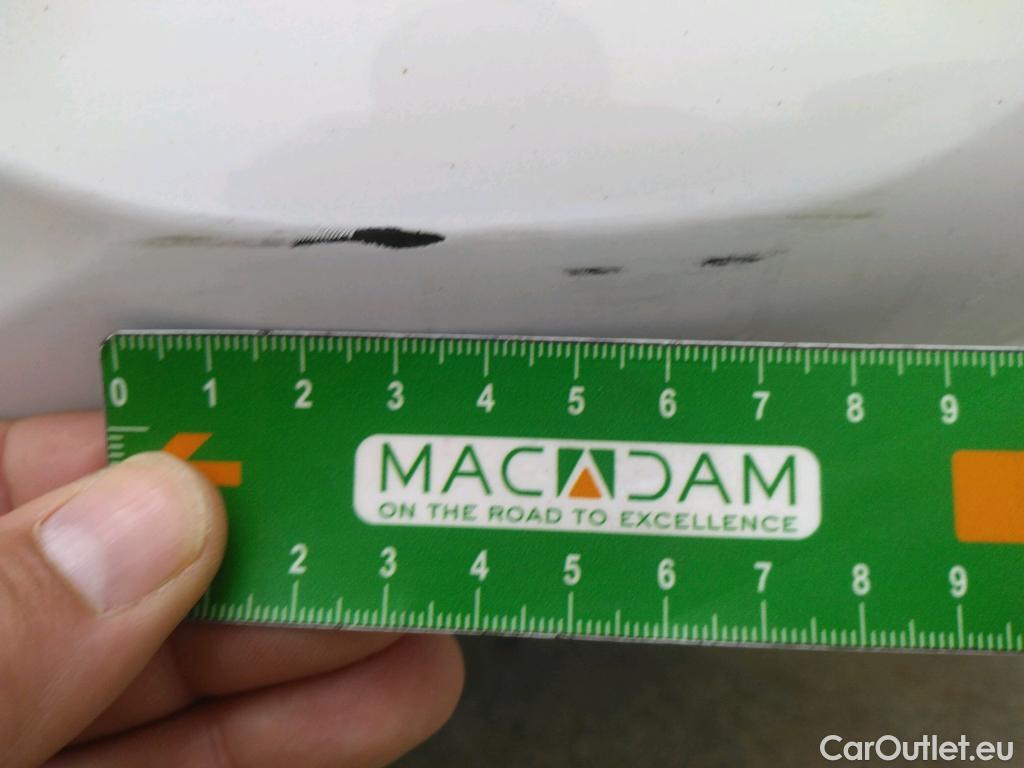 0 1 2 3 4 5 6 7 8 9
MACADAM
ON THE ROAD TO EXCELLENCE
2 3 4 5 6 7 8 9
CarOutlet.eu